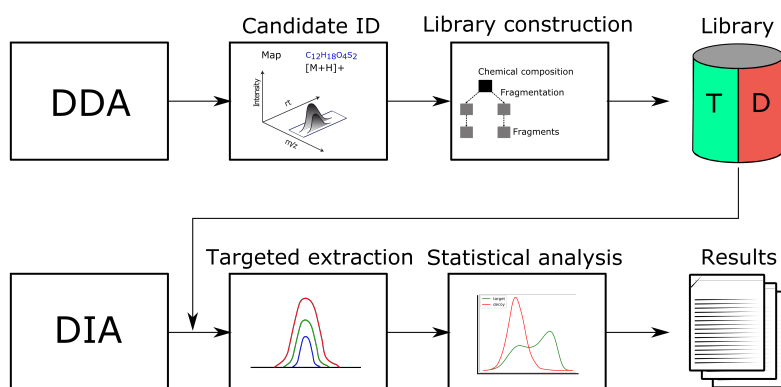 Candidate ID
Library construction
Library
DDA
Map
C12H18O4S2
[M+H]+
Intensity
rt
m/z
Chemical composition
Fragmentation
Fragments
T
D
Targeted extraction
Statistical analysis
Results
DIA
target
decoy